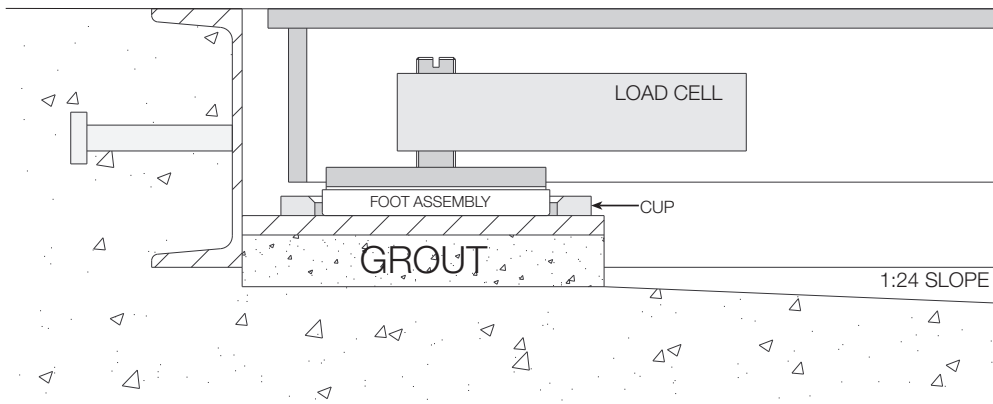 LOAD CELL
FOOT ASSEMBLY
CUP
GROUT
1:24 SLOPE